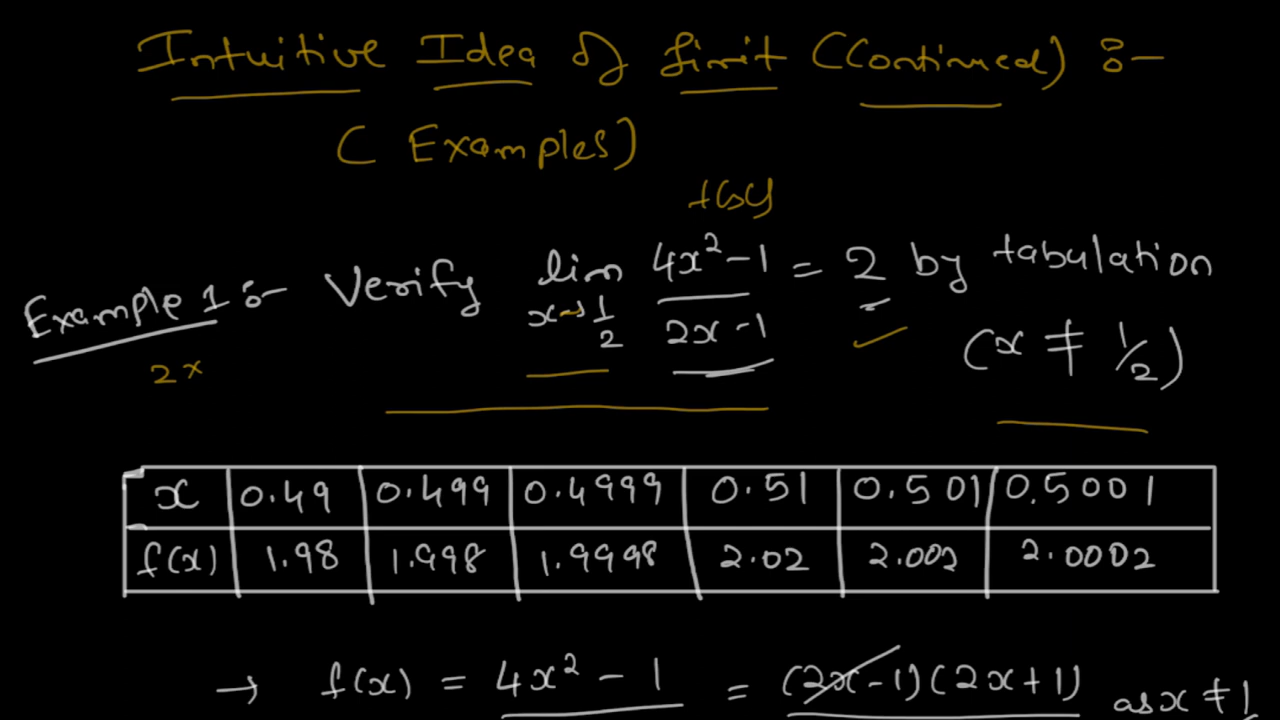 Intuitive Idea of limit (Continued) :-
(Examples)
f(x)
Example 1 :- Verify lim x→1/2 (4x²-1)/(2x-1) = 2 by tabulation
2x
(x ≠ 1/2)
x 0.49 0.499 0.4999 0.51 0.501 0.5001
f(x) 1.98 1.998 1.9998 2.02 2.002 2.0002
→ f(x) = 4x² - 1 = (2x-1)(2x+1) as x ≠ 1